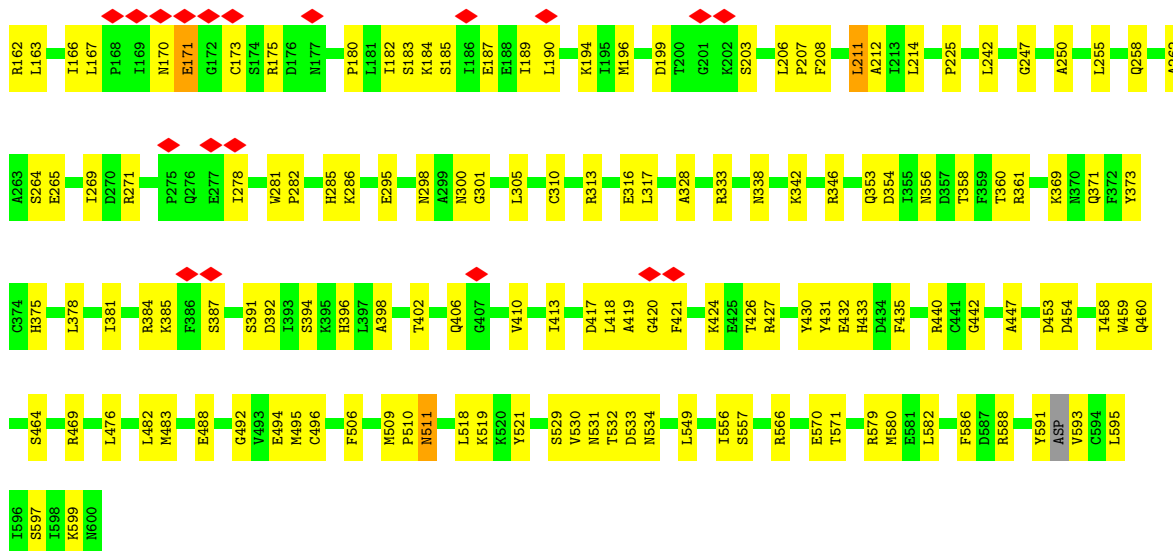 R162 L163 I166 L167 P168 I169 N170 E171 G172 C173 S174 R175 D176 N177 P180 L181 I182 S183 K184 S185 I186 E187 E188 I189 L190 K194 I195 M196 D199 T200 G201 K202 S203 L206 P207 F208 L211 A212 I213 L214 P225 L242 G247 A250 L255 Q258 A262
A263 S264 E265 I269 D270 R271 P275 Q276 E277 I278 W281 P282 H285 K286 E295 N298 A299 N300 G301 L305 C310 R313 E316 L317 A328 R333 N338 K342 R346 Q353 D354 I355 N356 D357 T358 F359 T360 R361 K369 N370 Q371 F372 Y373
C374 H375 L378 I381 R384 K385 F386 S387 S391 D392 I393 S394 K395 H396 L397 A398 T402 Q406 G407 V410 I413 D417 L418 A419 G420 F421 K424 E425 T426 R427 Y430 Y431 E432 H433 D434 F435 R440 C441 G442 A447 D453 D454 I458 W459 Q460
S464 R469 L476 L482 M483 E488 G492 V493 E494 M495 C496 F506 M509 P510 N511 L518 K519 K520 Y521 S529 V530 N531 T532 D533 N534 L549 I556 S557 R566 E570 T571 R579 M580 E581 L582 F586 D587 R588 Y591 ASP V593 C594 L595
I596 S597 I598 K599 N600